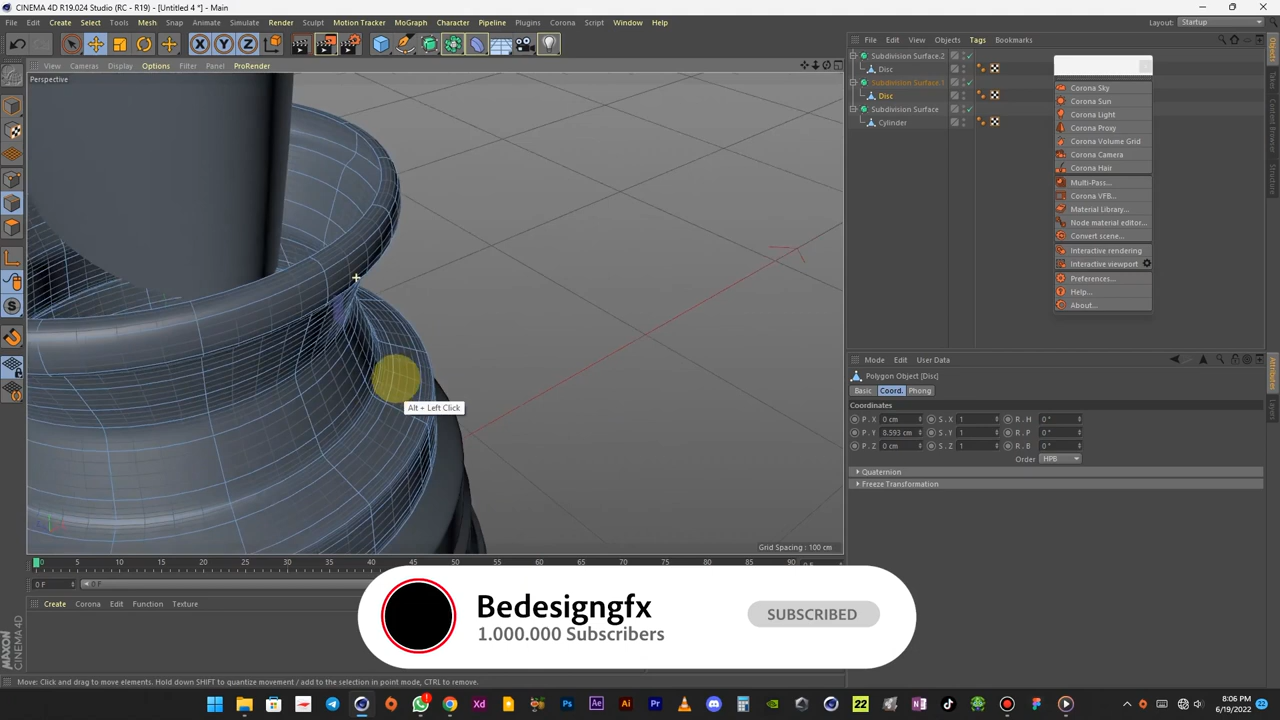 CINEMA 4D R19.024 Studio (RC - R19) - [Untitled 4 *] - Main
File Edit Create Select Tools Mesh Snap Animate Simulate Render Sculpt Motion Tracker MoGraph Character Pipeline Plugins Corona Script Window Help
Layout: Startup
View Cameras Display Options Filter Panel ProRender
File Edit View Objects Tags Bookmarks
Perspective
Subdivision Surface.2
Disc
Subdivision Surface.1
Disc
Subdivision Surface
Cylinder
Corona Sky
Corona Sun
Corona Light
Corona Proxy
Corona Volume Grid
Corona Camera
Corona Hair
Multi-Pass...
Corona VFB...
Material Library...
Node material editor...
Convert scene...
Interactive rendering
Interactive viewport
Preferences...
Help...
About...
Objects
Takes
Content Browser
Structure
Mode Edit User Data
Polygon Object [Disc]
Basic Coord. Phong
Coordinates
P . X 0 cm S . X 1 R . H 0 °
P . Y 8.593 cm S . Y 1 R . P 0 °
P . Z 0 cm S . Z 1 R . B 0 °
Order HPB
Quaternion
Freeze Transformation
Attributes
Layers
Alt + Left Click
Grid Spacing : 100 cm
0 5 10 15 20 25 30 35 40 45 50 55 60 65 70 75 80 85 90
0 F 0 F
Create Corona Edit Function Texture
Bedesigngfx
1.000.000 Subscribers
SUBSCRIBED
MAXON
CINEMA 4D
Move: Click and drag to move elements. Hold down SHIFT to quantize movement / add to the selection in point mode, CTRL to remove.
8:06 PM
6/19/2022